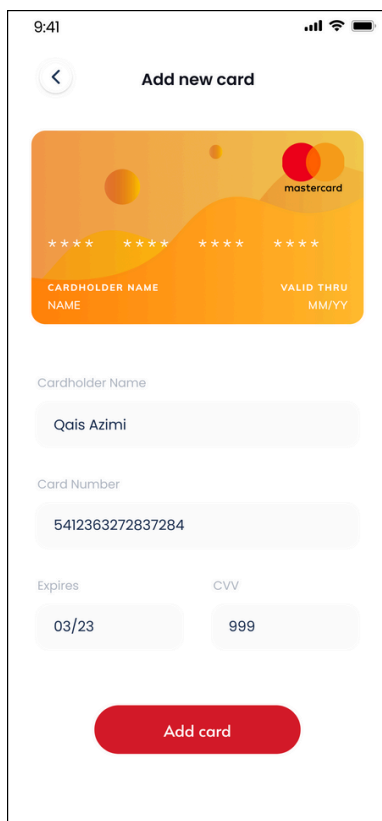 9:41
Add new card
mastercard
**** **** **** ****
CARDHOLDER NAME VALID THRU
NAME MM/YY
Cardholder Name
Qais Azimi
Card Number
5412363272837284
Expires CVV
03/23 999
Add card